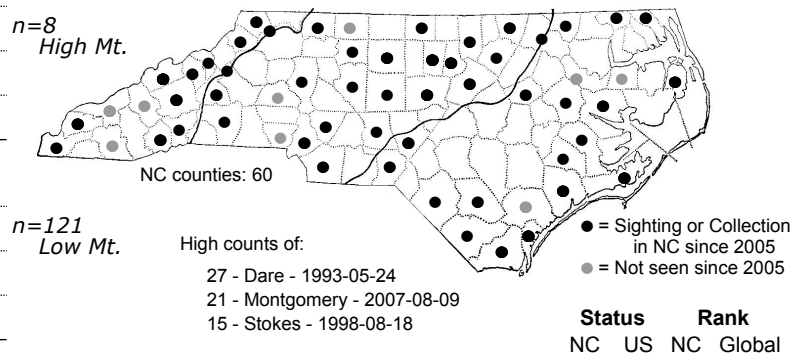 n=8
High Mt.
NC counties: 60
n=121
Low Mt.
High counts of:
27 - Dare - 1993-05-24
21 - Montgomery - 2007-08-09
15 - Stokes - 1998-08-18
= Sighting or Collection
in NC since 2005
= Not seen since 2005
Status Rank
NC US NC Global